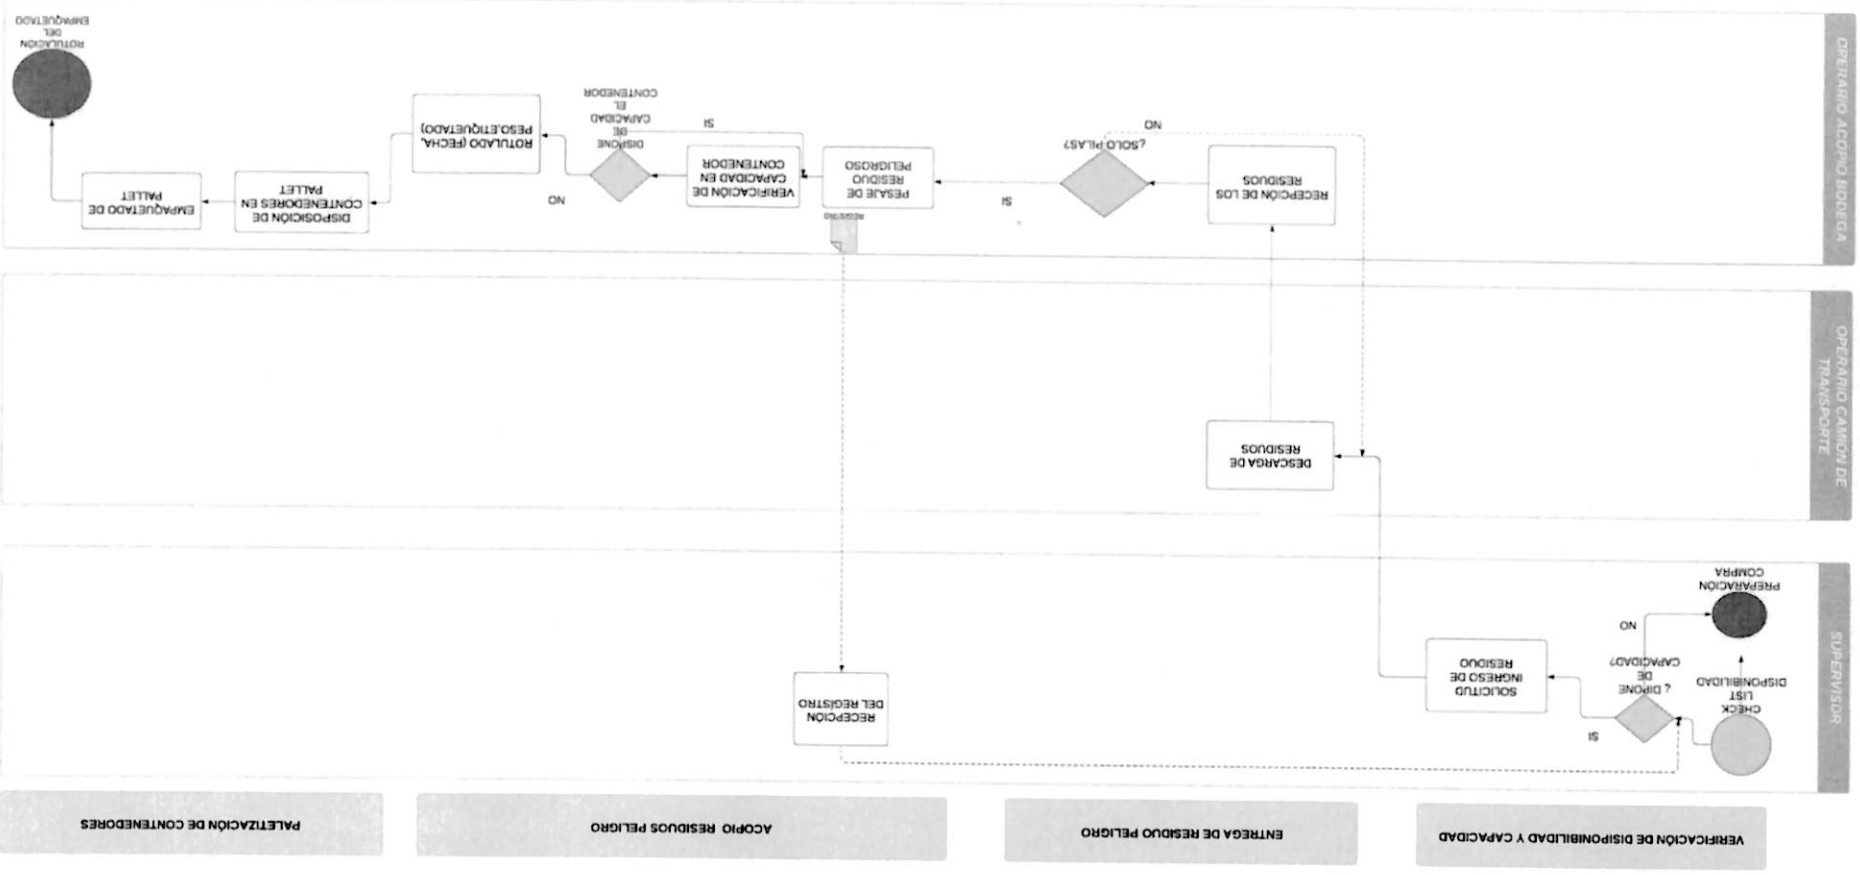 VERIFICACIÓN DE DISISPONIBILIDAD Y CAPACIDAD
ENTREGA DE RESIDUO PELIGRO
ACOPIO RESIDUOS PELIGRO
PALETIZACIÓN DE CONTENEDORES
SUPERVISOR
CHECK
LIST
DISPONIBILIDAD
¿ DIPONE
DE
CAPACIDAD?
SI
NO
PREPARACIÓN
COMPRA
SOLICITUD
INGRESO DE
RESIDUO
RECEPCIÓN
DEL REGÍSTRO
OPERARIO CAMIÓN DE
TRANSPORTE
DESCARGA DE
RESIDUOS
OPERARIO ACOPIO BODEGA
RECEPCIÓN DE LOS
RESIDUOS
¿SOLO PILAS?
SI
NO
REGISTRO
PESAJE DE
RESIDUO
PELIGROSO
VERIFICACIÓN DE
CAPACIDAD EN
CONTENEDOR
DISPONE
DE
CAPACIDAD
EL
CONTENEDOR
SI
NO
ROTULADO (FECHA,
PESO,ETIQUETADO)
DISPOSICIÓN DE
CONTENEDORES EN
PALLET
EMPAQUETADO DE
PALLET
ROTULACIÓN
DEL
EMPAQUETADO